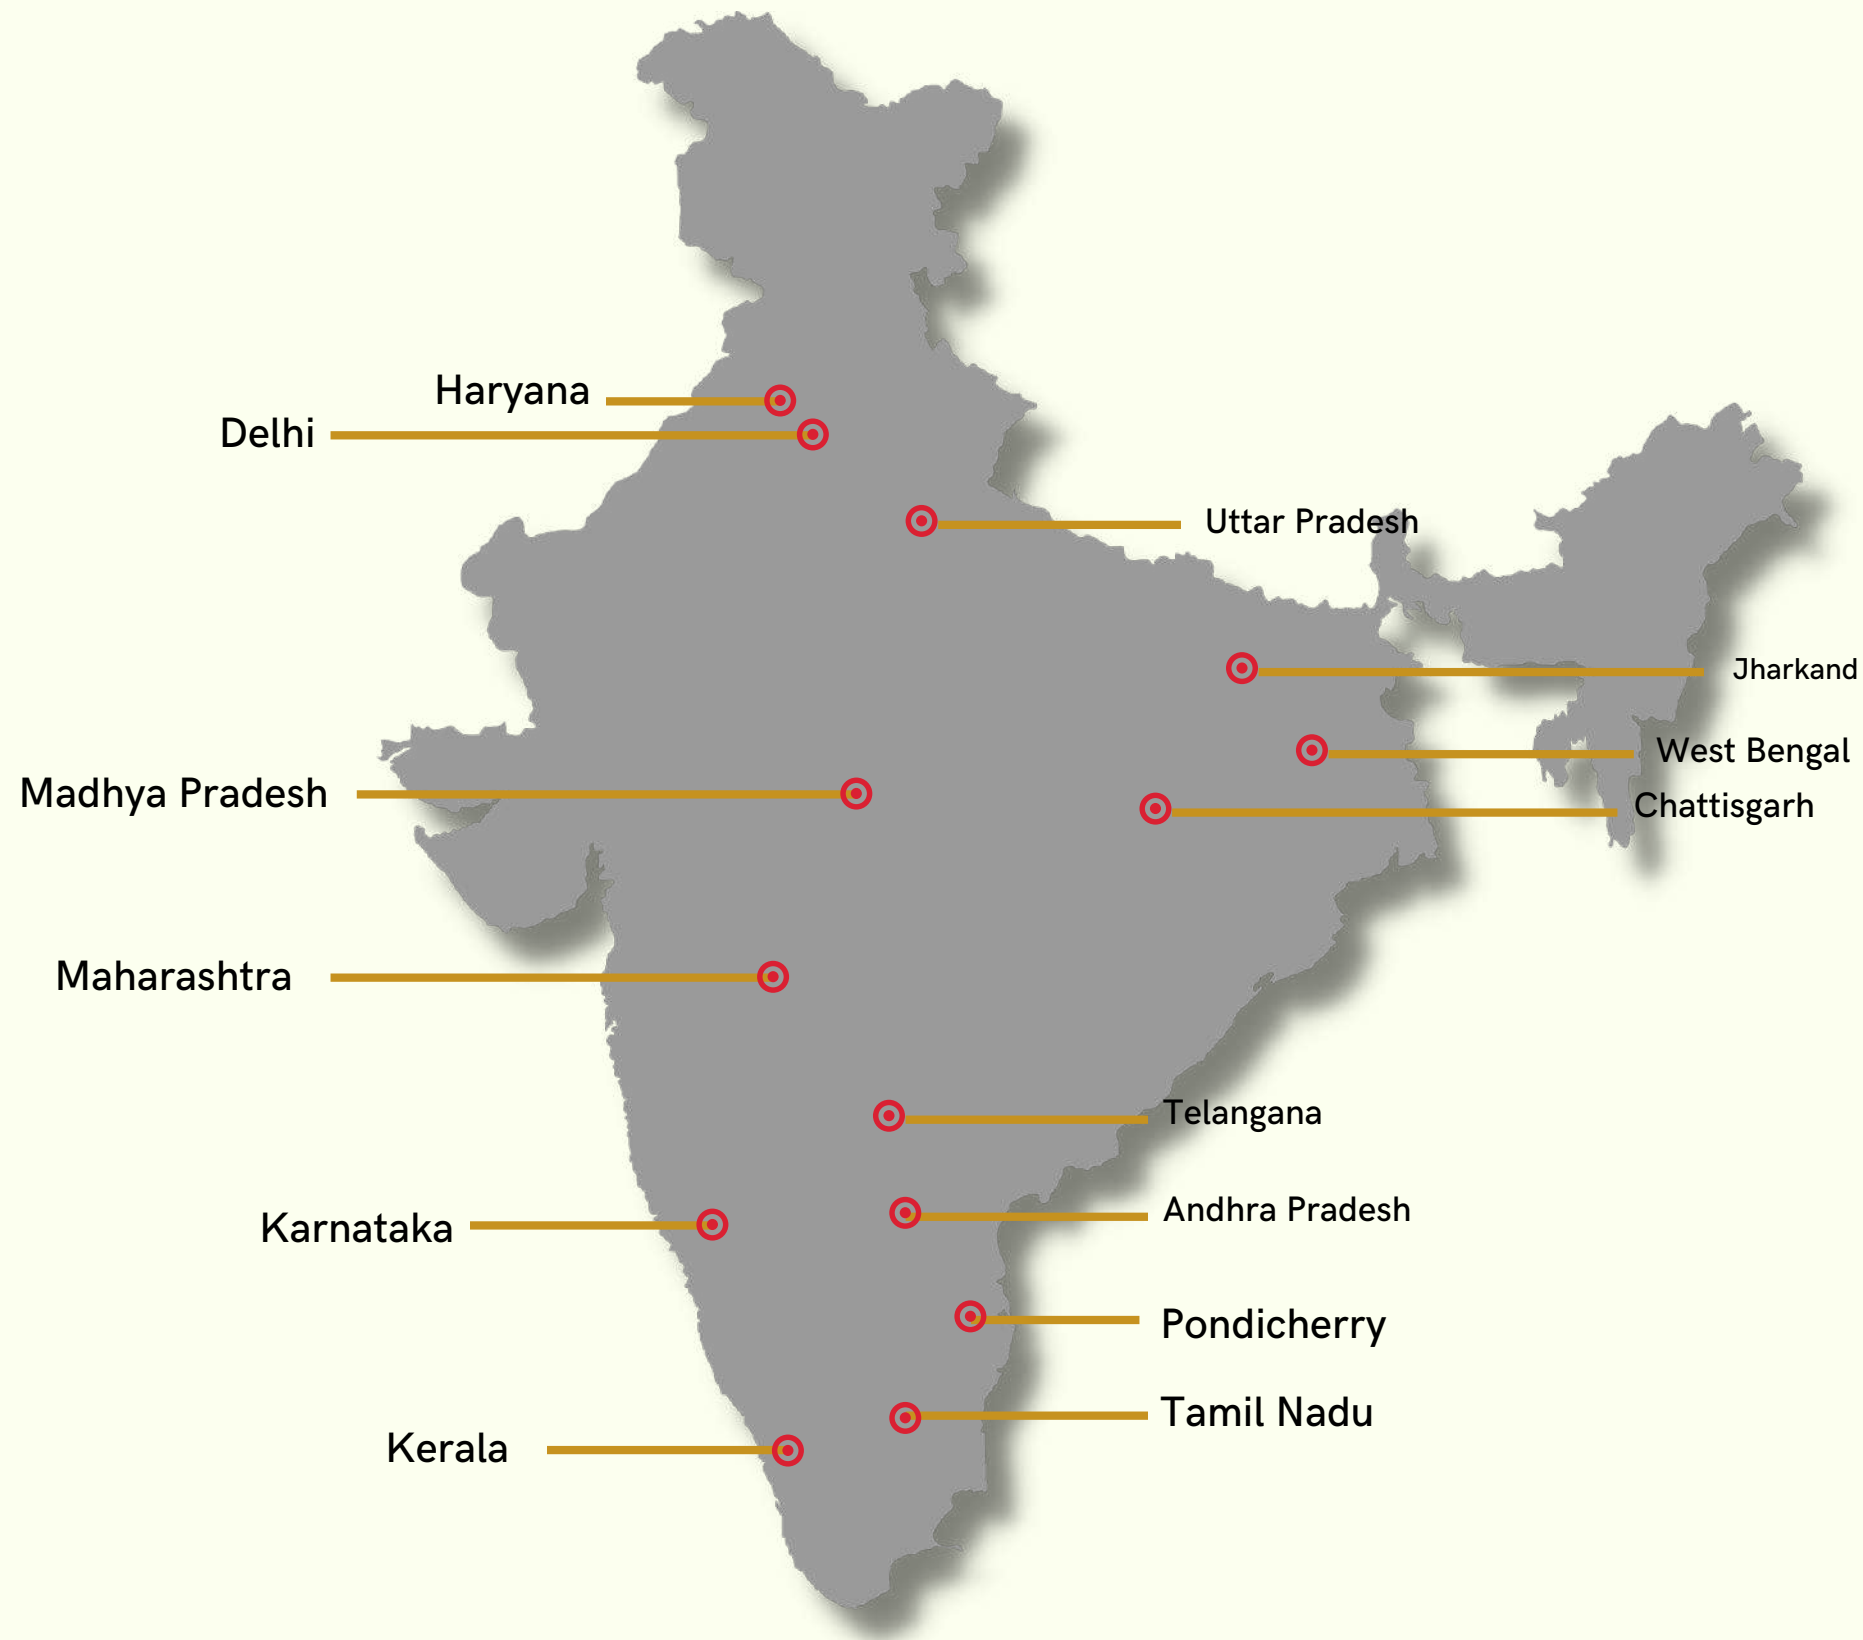 Haryana
Delhi
Uttar Pradesh
Jharkand
West Bengal
Madhya Pradesh
Chattisgarh
Maharashtra
Telangana
Andhra Pradesh
Karnataka
Pondicherry
Tamil Nadu
Kerala